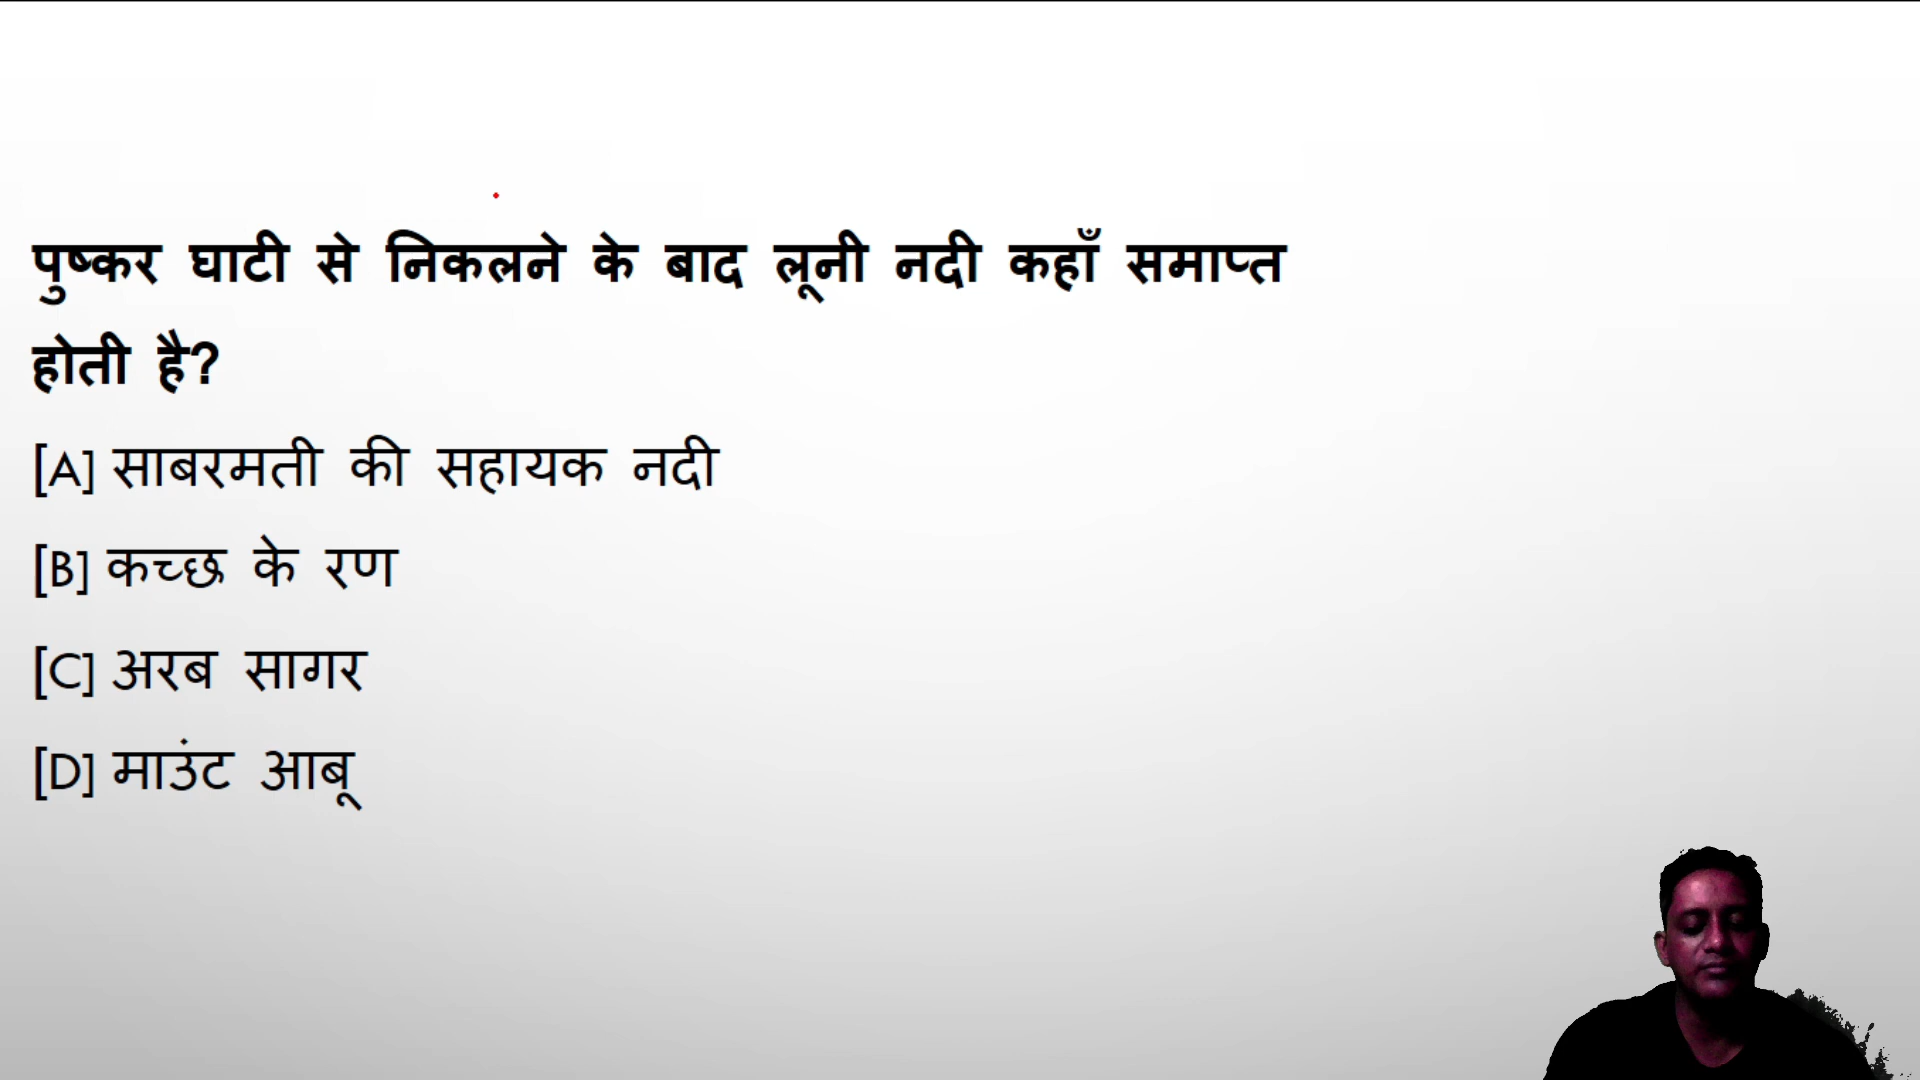 पुष्कर घाटी से निकलने के बाद लूनी नदी कहाँ समाप्त
होती है?
[A] साबरमती की सहायक नदी
[B] कच्छ के रण
[C] अरब सागर
[D] माउंट आबू